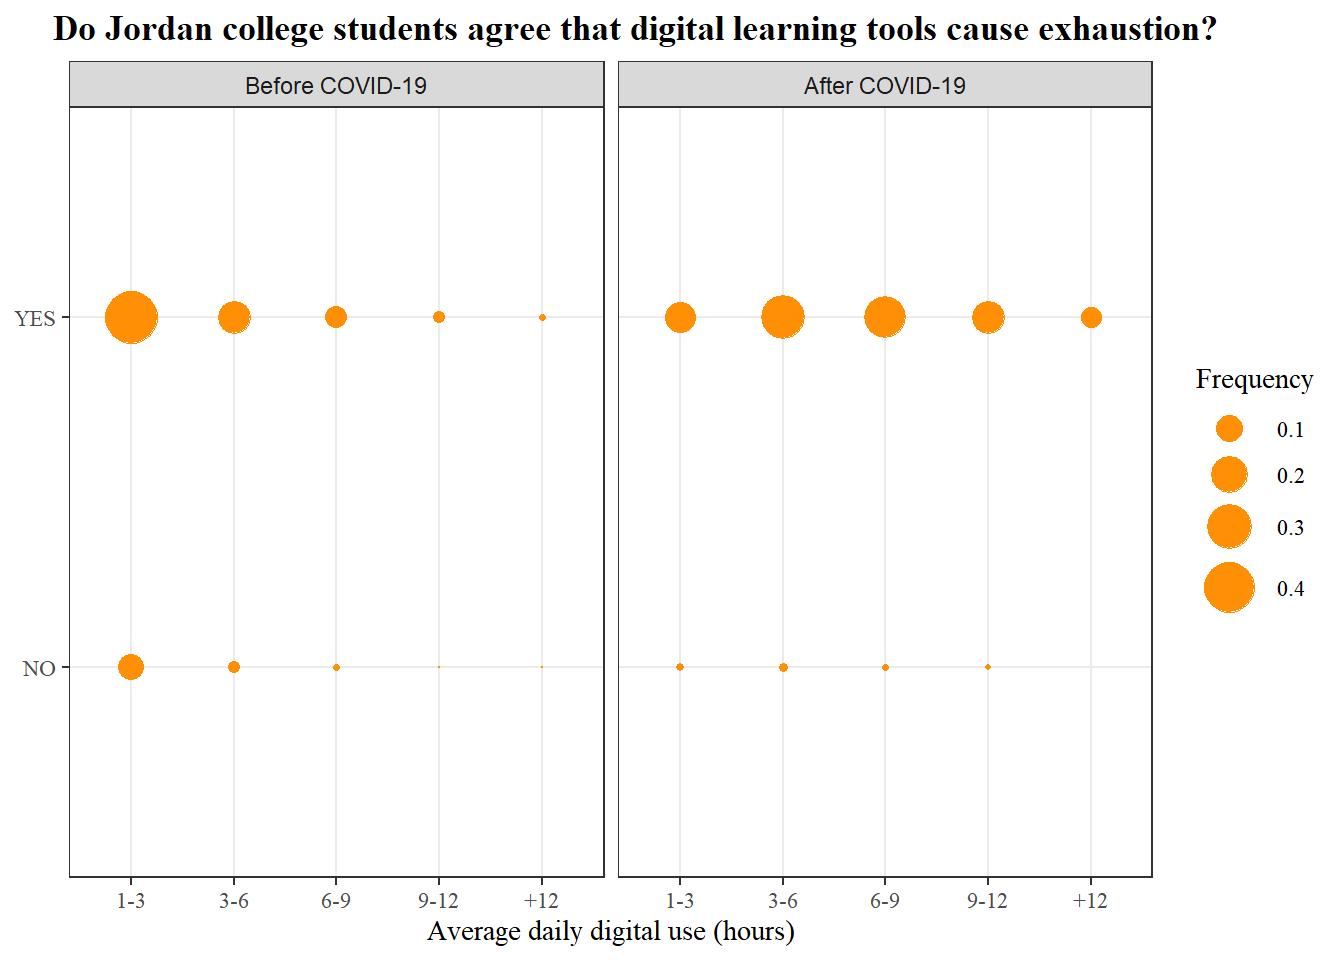 Do Jordan college students agree that digital learning tools cause exhaustion?
Before COVID-19
After COVID-19
YES
NO
1-3 3-6 6-9 9-12 +12
1-3 3-6 6-9 9-12 +12
Average daily digital use (hours)
Frequency
0.1
0.2
0.3
0.4